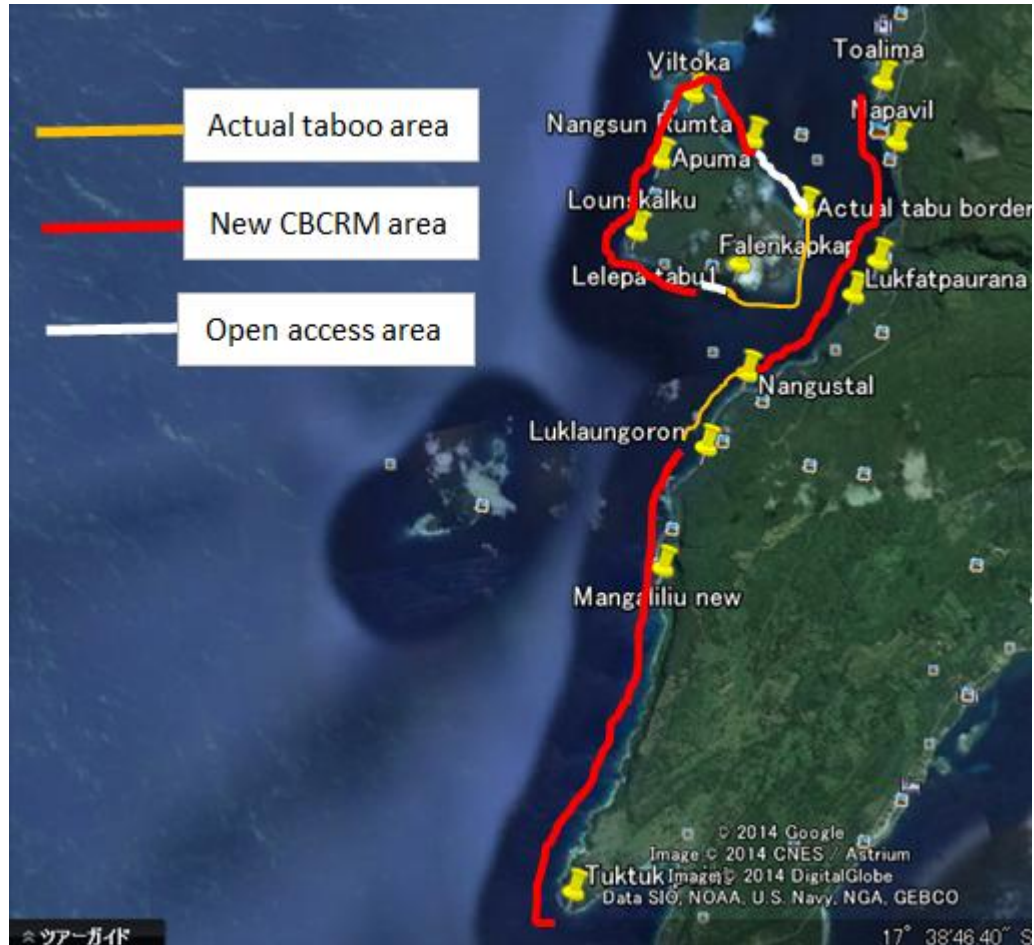 Actual taboo area
New CBCRM area
Open access area
Viltoka
Toalima
Napavil
Nangsun Rumta
Apuma
Lounskalku
Actual tabu border
Falenkapkap
Lelepa tabu1
Lukfatpaurana
Nangustal
Luklaungoron
Mangaliliu new
Tuktuk
© 2014 Google
Image © 2014 CNES / Astrium
Image © 2014 DigitalGlobe
Data SIO, NOAA, U.S. Navy, NGA, GEBCO
ツアーガイド
17° 38'46.40" S